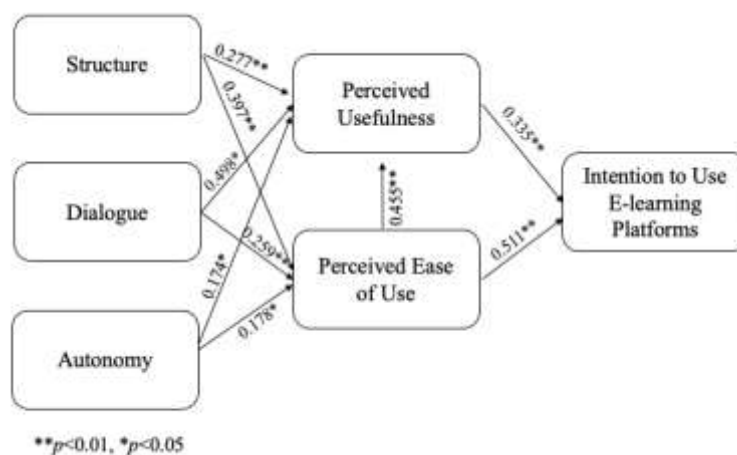 Structure
0.277**
0.397**
Perceived
Usefulness
0.335**
Dialogue
0.498*
0.259**
0.455**
Intention to Use
E-learning
Platforms
0.174*
0.178*
Perceived Ease
of Use
0.511**
Autonomy
**p<0.01, *p<0.05